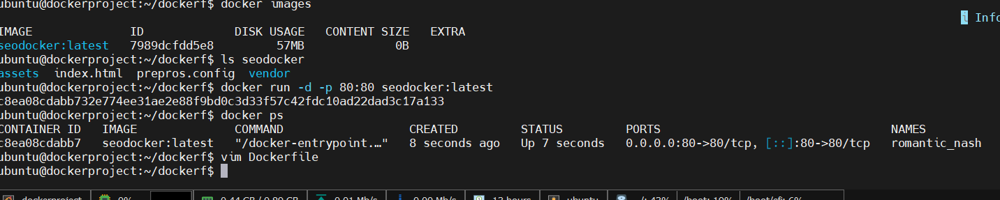 ubuntu@dockerproject:~/dockerf$ docker images
i Info
IMAGE ID DISK USAGE CONTENT SIZE EXTRA
seodocker:latest 7989dcfdd5e8 57MB 0B
ubuntu@dockerproject:~/dockerf$ ls seodocker
assets index.html prepros.config vendor
ubuntu@dockerproject:~/dockerf$ docker run -d -p 80:80 seodocker:latest
c8ea08cdabb732e774ee31ae2e88f9bd0c3d33f57c42fdc10ad22dad3c17a133
ubuntu@dockerproject:~/dockerf$ docker ps
CONTAINER ID IMAGE COMMAND CREATED STATUS PORTS NAMES
c8ea08cdabb7 seodocker:latest "/docker-entrypoint.…" 8 seconds ago Up 7 seconds 0.0.0.0:80->80/tcp, [::]:80->80/tcp romantic_nash
ubuntu@dockerproject:~/dockerf$ vim Dockerfile
ubuntu@dockerproject:~/dockerf$
dockerproject 0% 0.44 GB / 0.89 GB 0.01 Mb/s 0.00 Mb/s 13 hours ubuntu /: 43% /boot: 19% /boot/efi: 6%